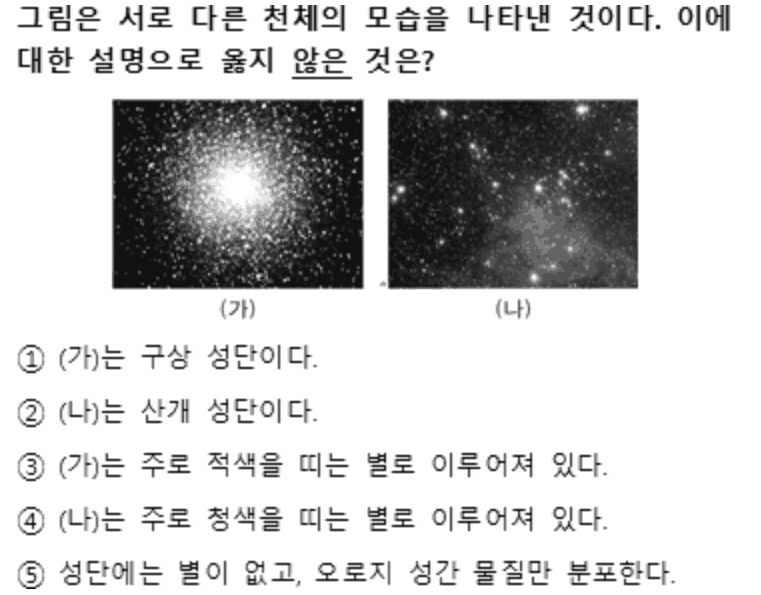 그림은 서로 다른 천체의 모습을 나타낸 것이다. 이에
대한 설명으로 옳지 않은 것은?
(가) (나)
① (가)는 구상 성단이다.
② (나)는 산개 성단이다.
③ (가)는 주로 적색을 띠는 별로 이루어져 있다.
④ (나)는 주로 청색을 띠는 별로 이루어져 있다.
⑤ 성단에는 별이 없고, 오로지 성간 물질만 분포한다.